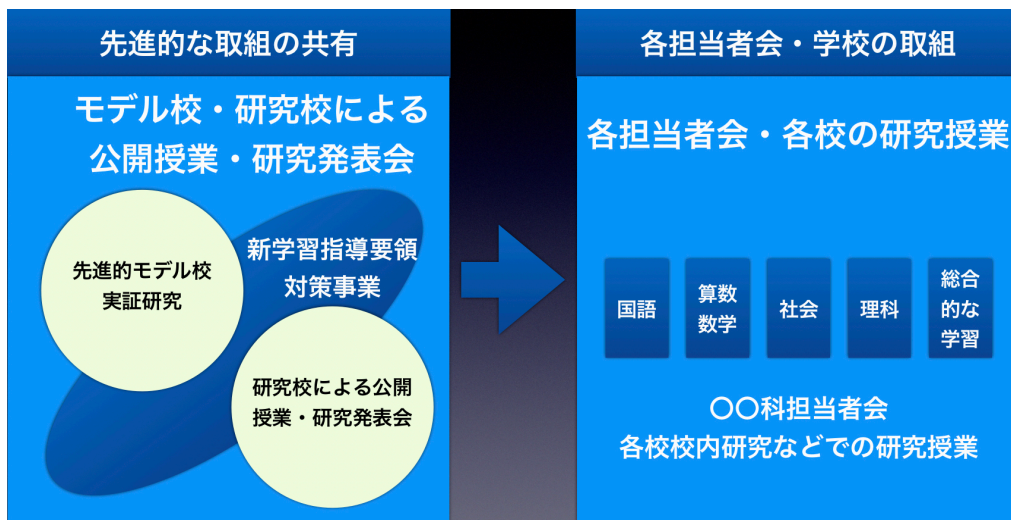 先進的な取組の共有
モデル校・研究校による
公開授業・研究発表会
新学習指導要領
対策事業
先進的モデル校
実証研究
研究校による公開
授業・研究発表会
各担当者会・学校の取組
各担当者会・各校の研究授業
国語
算数
数学
社会
理科
総合
的な
学習
〇〇科担当者会
各校校内研究などでの研究授業